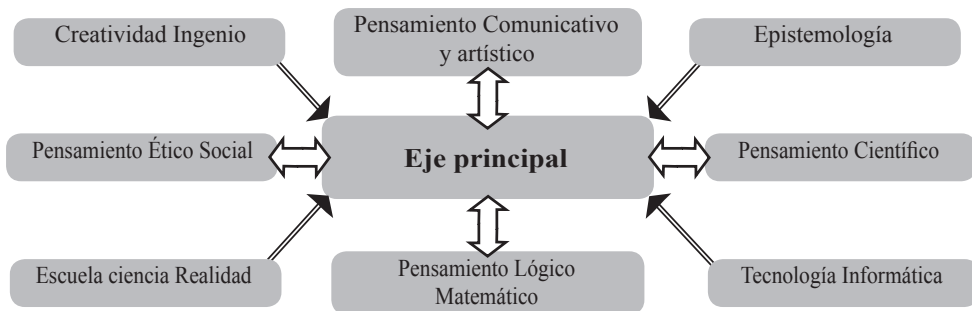 Creatividad Ingenio
Pensamiento Comunicativo
y artístico
Epistemología
Pensamiento Ético Social
Eje principal
Pensamiento Científico
Escuela ciencia Realidad
Pensamiento Lógico
Matemático
Tecnología Informática